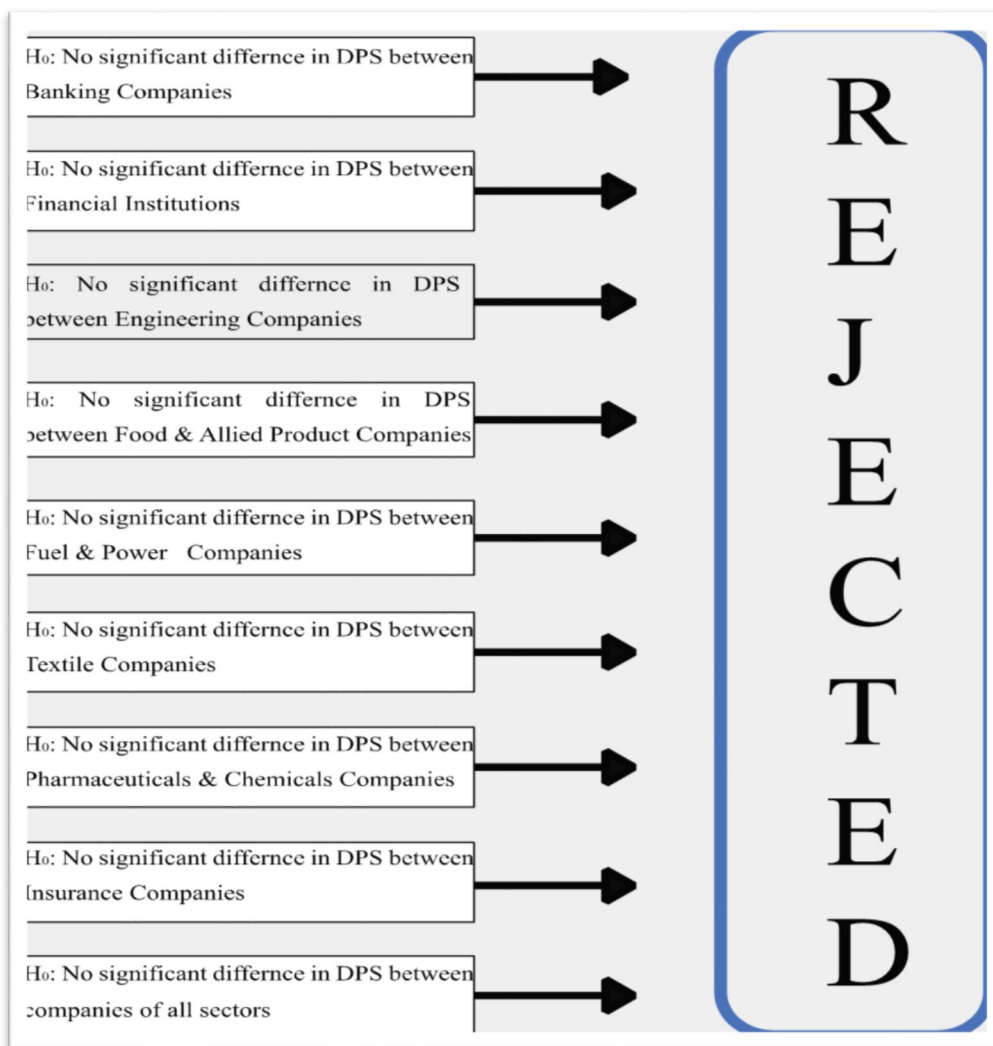 H₀: No significant differnce in DPS between
Banking Companies
H₀: No significant differnce in DPS between
Financial Institutions
H₀: No significant differnce in DPS
between Engineering Companies
H₀: No significant differnce in DPS
between Food & Allied Product Companies
H₀: No significant differnce in DPS between
Fuel & Power Companies
H₀: No significant differnce in DPS between
Textile Companies
H₀: No significant differnce in DPS between
Pharmaceuticals & Chemicals Companies
H₀: No significant differnce in DPS between
Insurance Companies
H₀: No significant differnce in DPS between
companies of all sectors
R
E
J
E
C
T
E
D